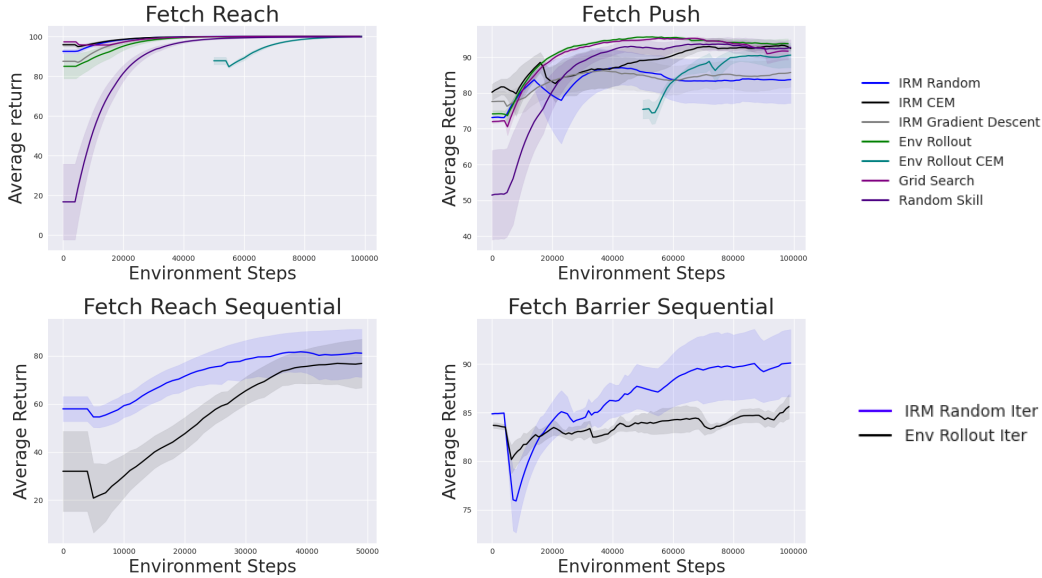 Fetch Reach
Fetch Push
Average return
100
80
60
40
20
0
0
20000
40000
60000
80000
100000
Environment Steps
Average Return
90
80
70
60
50
40
0
20000
40000
60000
80000
100000
Environment Steps
IRM Random
IRM CEM
IRM Gradient Descent
Env Rollout
Env Rollout CEM
Grid Search
Random Skill
Fetch Reach Sequential
Fetch Barrier Sequential
Average Return
80
60
40
20
0
10000
20000
30000
40000
50000
Environment Steps
Average Return
90
85
80
75
0
20000
40000
60000
80000
100000
Environment Steps
IRM Random Iter
Env Rollout Iter